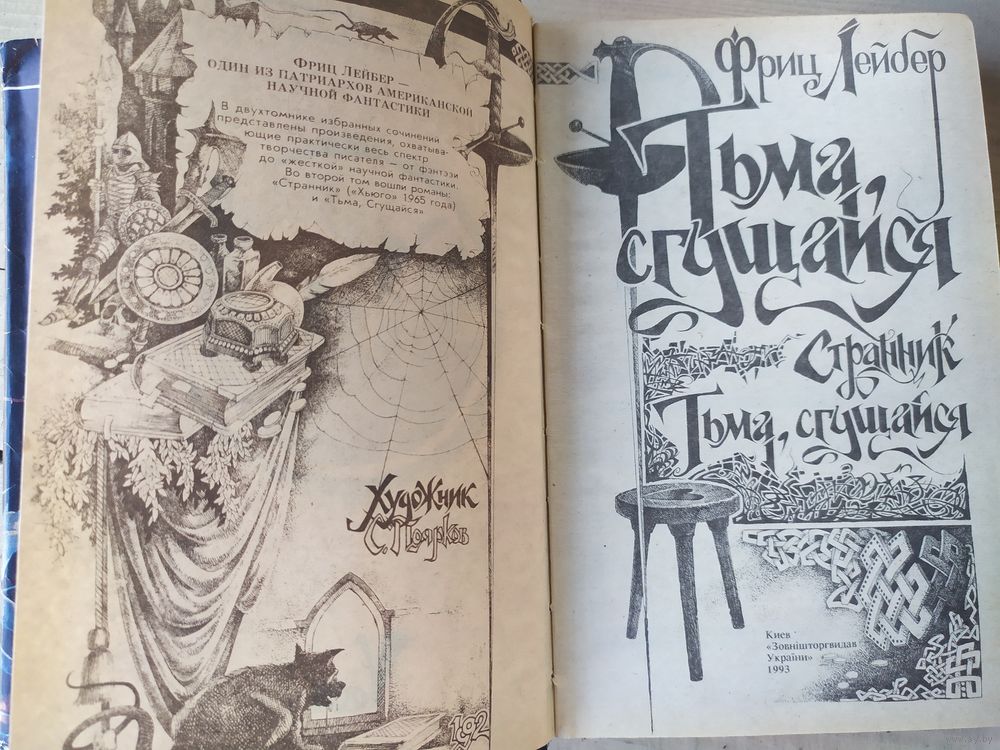 Фриц Лейбер —
один из патриархов американской
научной фантастики
В двухтомнике избранных сочинений
представлены произведения, охватыва-
ющие практически весь спектр
творчества писателя — от фэнтэзи
до «жесткой» научной фантастики.
Во второй том вошли романы:
«Странник» («Хьюго» 1965 года)
и «Тьма, Сгущайся»
Художник
С. Поярков
192
Фриц Лейбер
Тьма,
сгущайся
Странник
Тьма, сгущайся
Киев
«Зовнішторгвидав
України»
1993